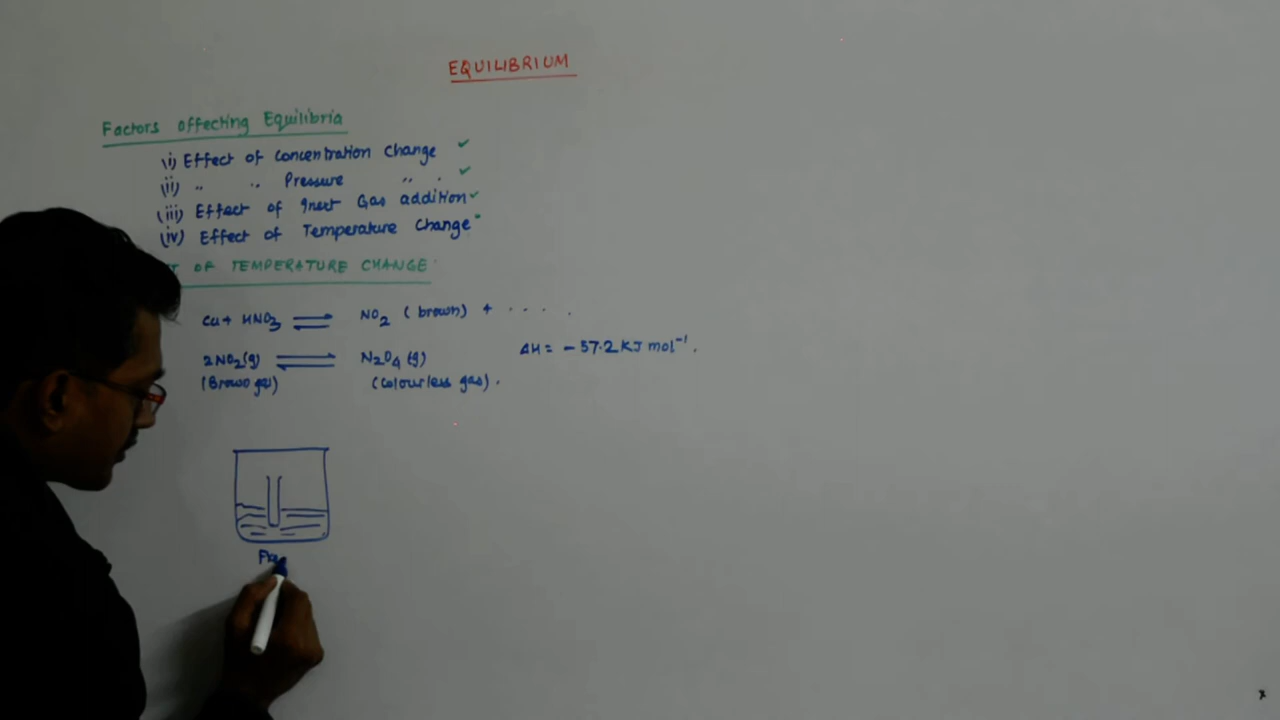 EQUILIBRIUM
Factors affecting Equilibria
(i) Effect of Concentration Change ✓
(ii) " " Pressure " " ✓
(iii) Effect of Inert Gas addition ✓
(iv) Effect of Temperature Change
T OF TEMPERATURE CHANGE
Cu + HNO₃ ⇌ NO₂ (brown) + . . . . .
2NO₂(g) ⇌ N₂O₄(g) ΔH = -57.2 KJ mol⁻¹.
(Brown gas) (Colourless gas).